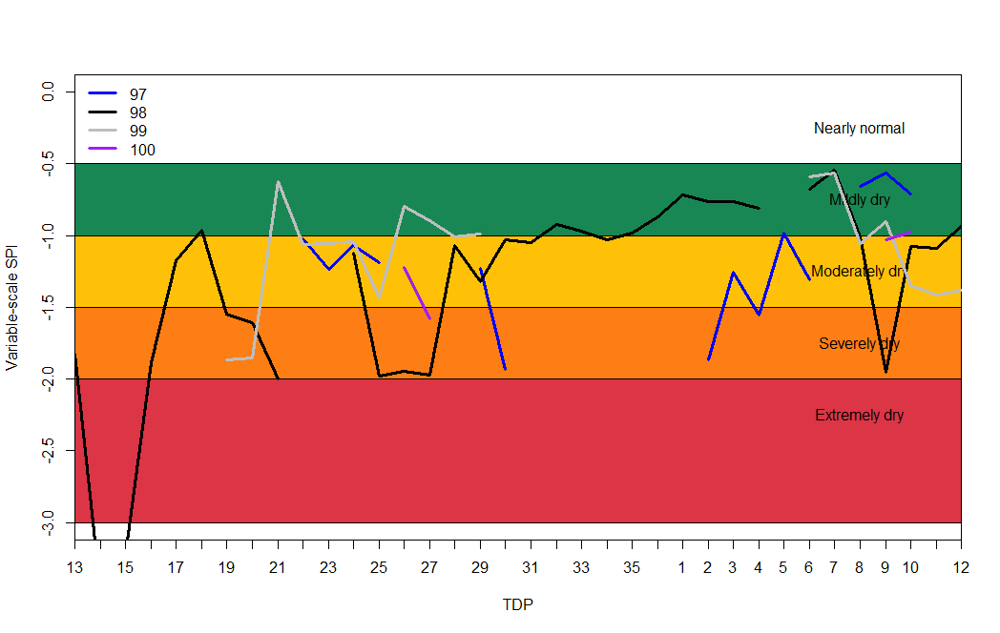 97
98
99
100
Nearly normal
Mildly dry
Moderately dry
Severely dry
Extremely dry
0.0
-0.5
-1.0
-1.5
-2.0
-2.5
-3.0
Variable-scale SPI
13 15 17 19 21 23 25 27 29 31 33 35 1 2 3 4 5 6 7 8 9 10 12
TDP